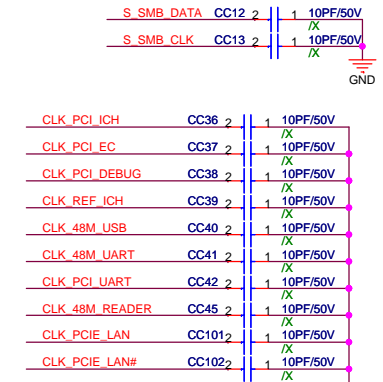 S_SMB_DATA CC12 2 1 10PF/50V
/X
S_SMB_CLK CC13 2 1 10PF/50V
/X
GND
CLK_PCI_ICH CC36 2 1 10PF/50V
/X
CLK_PCI_EC CC37 2 1 10PF/50V
/X
CLK_PCI_DEBUG CC38 2 1 10PF/50V
/X
CLK_REF_ICH CC39 2 1 10PF/50V
/X
CLK_48M_USB CC40 2 1 10PF/50V
/X
CLK_48M_UART CC41 2 1 10PF/50V
/X
CLK_PCI_UART CC42 2 1 10PF/50V
/X
CLK_48M_READER CC45 2 1 10PF/50V
/X
CLK_PCIE_LAN CC101 2 1 10PF/50V
/X
CLK_PCIE_LAN# CC102 2 1 10PF/50V
/X